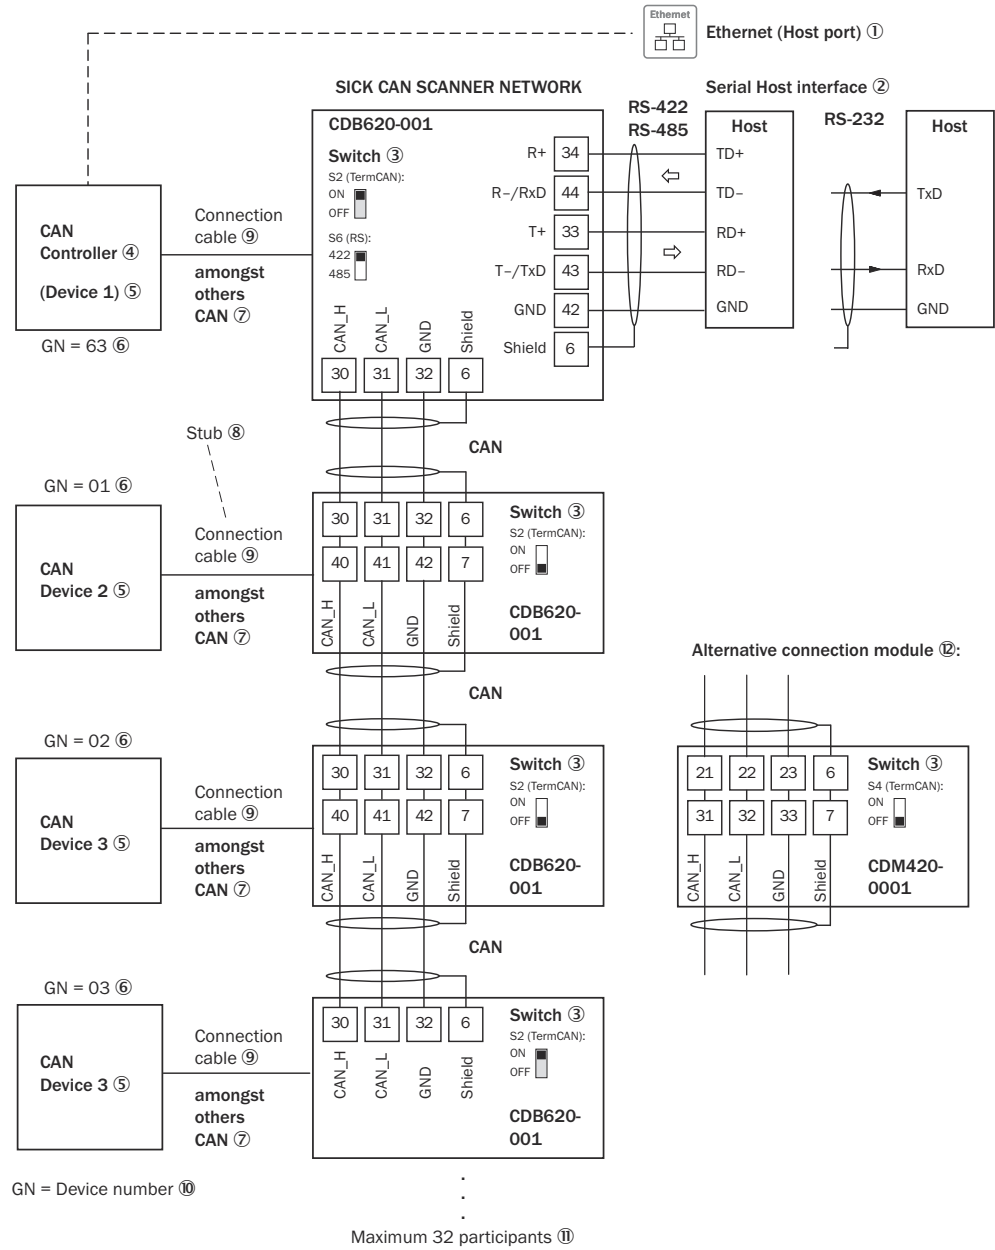 Ethernet
Ethernet (Host port) ①
SICK CAN SCANNER NETWORK
Serial Host interface ②
CDB620-001
Switch ③
S2 (TermCAN):
ON
OFF
S6 (RS):
422
485
R+ 34
R–/RxD 44
T+ 33
T–/TxD 43
GND 42
Shield 6
CAN_H
CAN_L
GND
Shield
30 31 32 6
RS-422
RS-485
Host
TD+
TD–
RD+
RD–
GND
RS-232
Host
TxD
RxD
GND
CAN
Controller ④
(Device 1) ⑤
GN = 63 ⑥
Connection
cable ⑨
amongst
others
CAN ⑦
CAN
Stub ⑧
GN = 01 ⑥
CAN
Device 2 ⑤
Connection
cable ⑨
amongst
others
CAN ⑦
30 31 32 6
40 41 42 7
CAN_H
CAN_L
GND
Shield
Switch ③
S2 (TermCAN):
ON
OFF
CDB620-
001
CAN
GN = 02 ⑥
CAN
Device 3 ⑤
Connection
cable ⑨
amongst
others
CAN ⑦
30 31 32 6
40 41 42 7
CAN_H
CAN_L
GND
Shield
Switch ③
S2 (TermCAN):
ON
OFF
CDB620-
001
CAN
Alternative connection module ⑫:
21 22 23 6
31 32 33 7
CAN_H
CAN_L
GND
Shield
Switch ③
S4 (TermCAN):
ON
OFF
CDM420-
0001
GN = 03 ⑥
CAN
Device 3 ⑤
Connection
cable ⑨
amongst
others
CAN ⑦
30 31 32 6
CAN_H
CAN_L
GND
Shield
Switch ③
S2 (TermCAN):
ON
OFF
CDB620-
001
GN = Device number ⑩
.
.
.
Maximum 32 participants ⑪